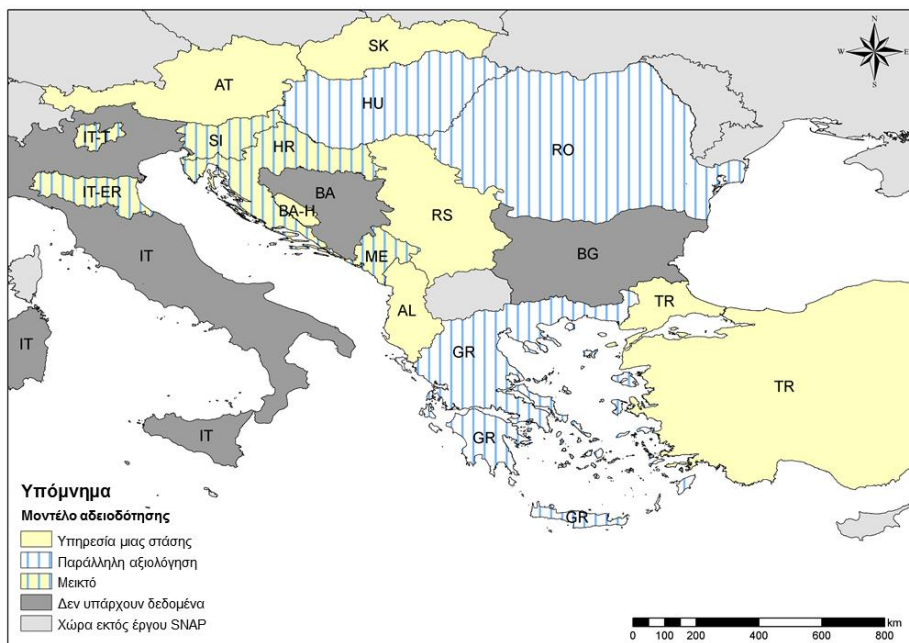 N
W E
S
SK
AT
HU
IT-T
SI
HR
RO
IT-ER
BA
BA-H
RS
IT
ME
BG
AL
TR
IT
GR
TR
IT
GR
GR
Υπόμνημα
Μοντέλο αδειοδότησης
Υπηρεσία μιας στάσης
Παράλληλη αξιολόγηση
Μεικτό
Δεν υπάρχουν δεδομένα
Χώρα εκτός έργου SNAP
km
0 100 200 400 600 800